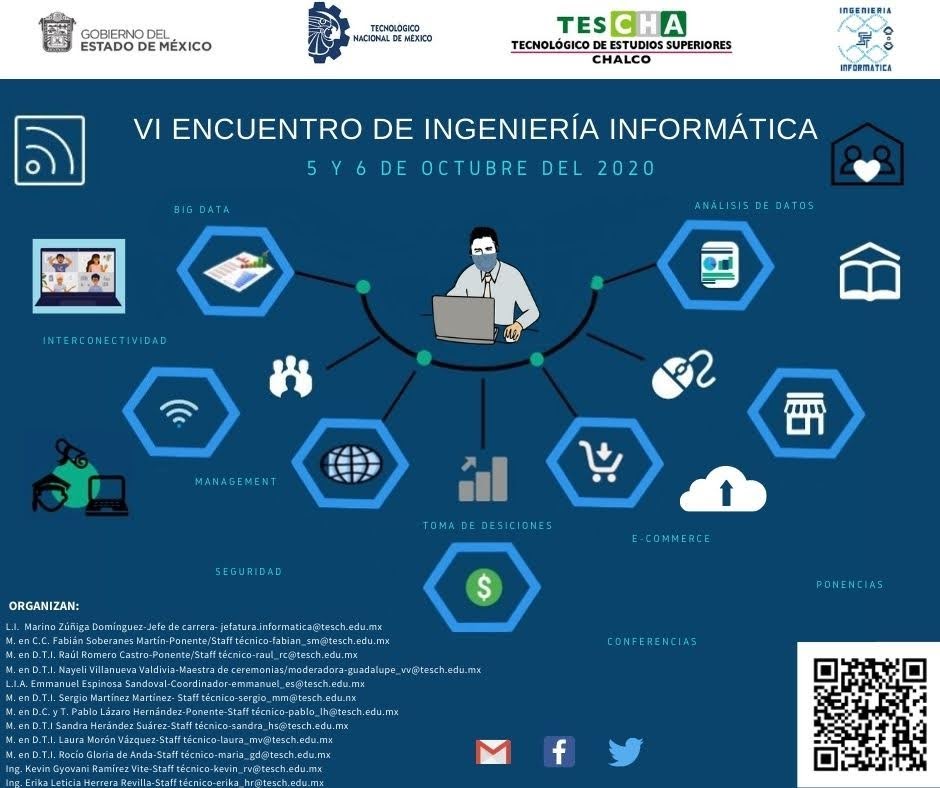 GOBIERNO DEL
ESTADO DE MÉXICO
TECNOLÓGICO
NACIONAL DE MÉXICO
TESCHA
TECNOLÓGICO DE ESTUDIOS SUPERIORES
CHALCO
INGENIERIA
INFORMATICA
VI ENCUENTRO DE INGENIERÍA INFORMÁTICA
5 Y 6 DE OCTUBRE DEL 2020
BIG DATA
ANÁLISIS DE DATOS
INTERCONECTIVIDAD
MANAGEMENT
TOMA DE DESICIONES
E-COMMERCE
SEGURIDAD
PONENCIAS
CONFERENCIAS
ORGANIZAN:
L.I. Marino Zúñiga Domínguez-Jefe de carrera- jefatura.informatica@tesch.edu.mx
M. en C.C. Fabián Soberanes Martín-Ponente/Staff técnico-fabian_sm@tesch.edu.mx
M. en D.T.I. Raúl Romero Castro-Ponente/Staff técnico-raul_rc@tesch.edu.mx
M. en D.T.I. Nayeli Villanueva Valdivia-Maestra de ceremonias/moderadora-guadalupe_vv@tesch.edu.mx
L.I.A. Emmanuel Espinosa Sandoval-Coordinador-emmanuel_es@tesch.edu.mx
M. en D.T.I. Sergio Martínez Martínez- Staff técnico-sergio_mm@tesch.edu.nx
M. en D.C. y T. Pablo Lázaro Hernández-Ponente-Staff técnico-pablo_lh@tesch.edu.mx
M. en D.T.I Sandra Herández Suárez-Staff técnico-sandra_hs@tesch.edu.mx
M. en D.T.I. Laura Morón Vázquez-Staff técnico-laura_mv@tesch.edu.mx
M. en D.T.I. Rocío Gloria de Anda-Staff técnico-maria_gd@tesch.edu.mx
Ing. Kevin Gyovani Ramírez Vite-Staff técnico-kevin_rv@tesch.edu.mx
Ing. Erika Leticia Herrera Revilla-Staff técnico-erika_hr@tesch.edu.mx